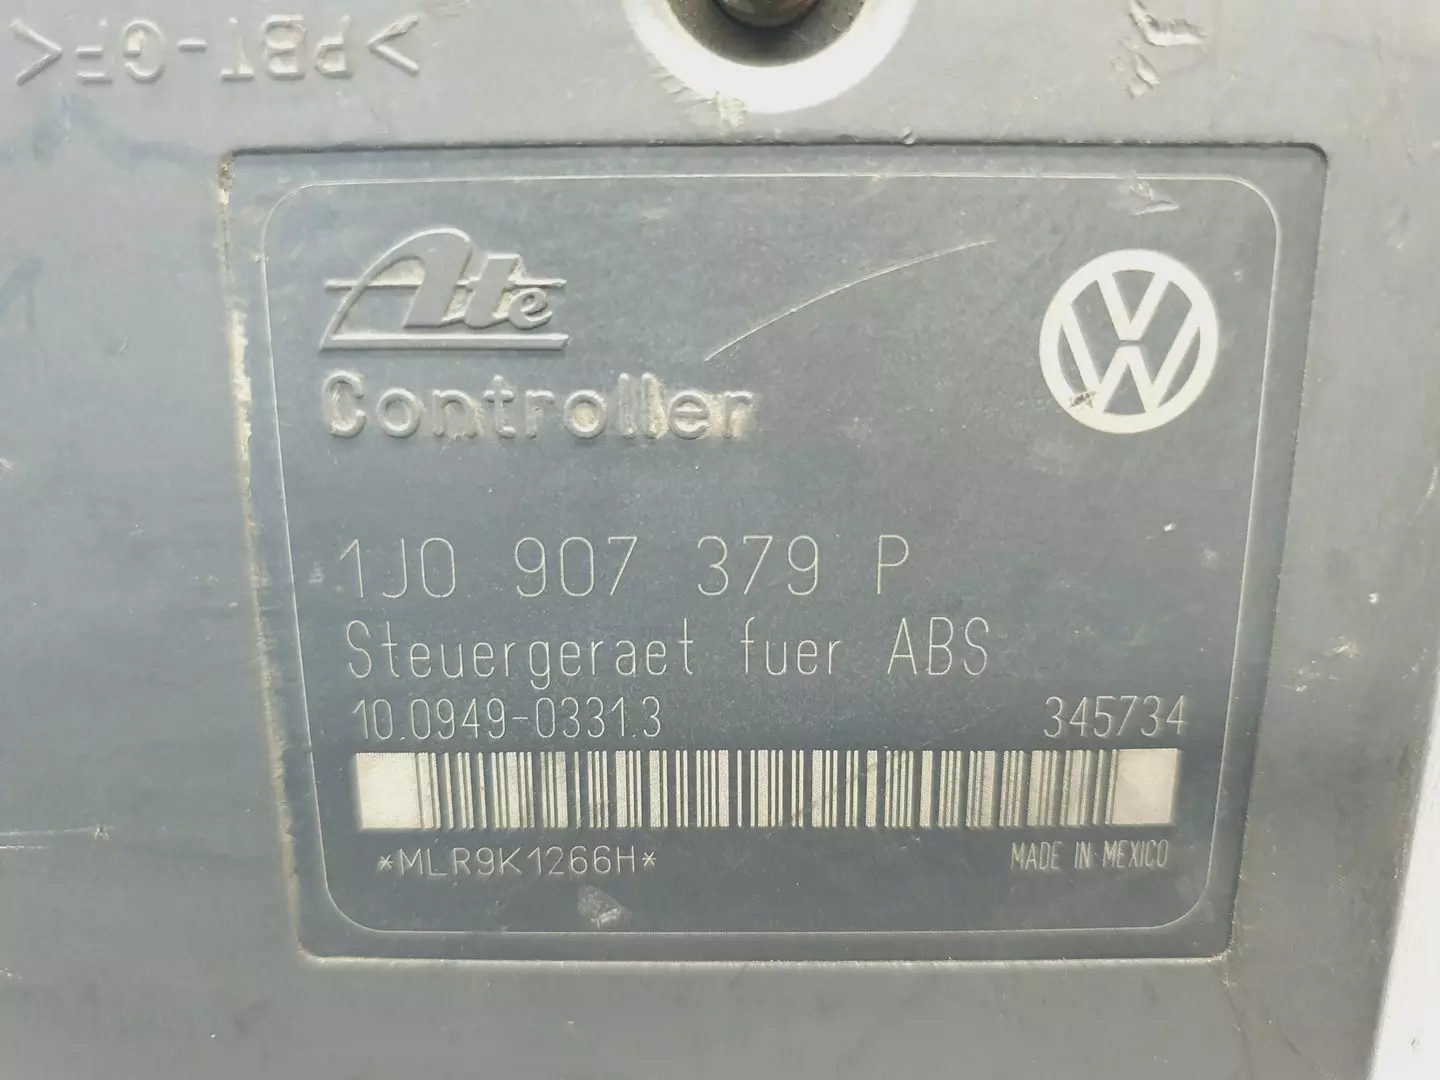 >PBT-GF<
Ate
Controller
VW
1J0 907 379 P
Steuergeraet fuer ABS
10.0949-0331.3
345734
*MLR9K1266H*
MADE IN MEXICO